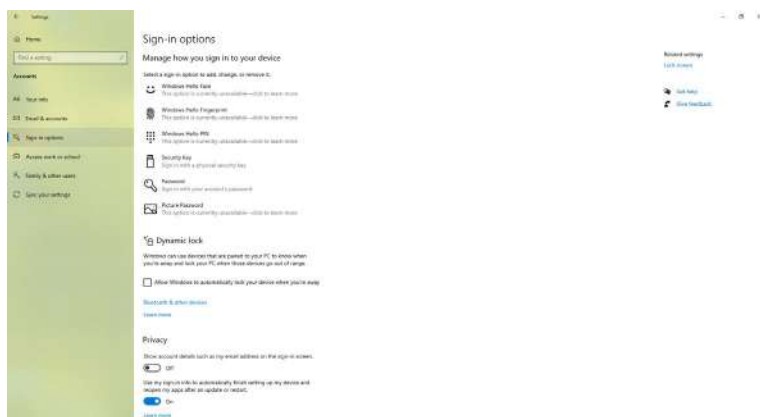 Settings
Home
Find a setting
Accounts
Your info
Email & accounts
Sign-in options
Access work or school
Family & other users
Sync your settings
Sign-in options
Manage how you sign in to your device
Select a sign-in option to add, change, or remove it.
Windows Hello Face
This option is currently unavailable—click to learn more
Windows Hello Fingerprint
This option is currently unavailable—click to learn more
Windows Hello PIN
This option is currently unavailable—click to learn more
Security Key
Sign in with a physical security key
Password
Sign in with your account's password
Picture Password
This option is currently unavailable—click to learn more
Dynamic lock
Windows can use devices that are paired to your PC to know when
you're away and lock your PC when those devices go out of range.
Allow Windows to automatically lock your device when you're away
Bluetooth & other devices
Learn more
Privacy
Show account details such as my email address on the sign-in screen.
Off
Use my sign-in info to automatically finish setting up my device and
reopen my apps after an update or restart.
On
Learn more
Related settings
Lock screen
Get help
Give feedback